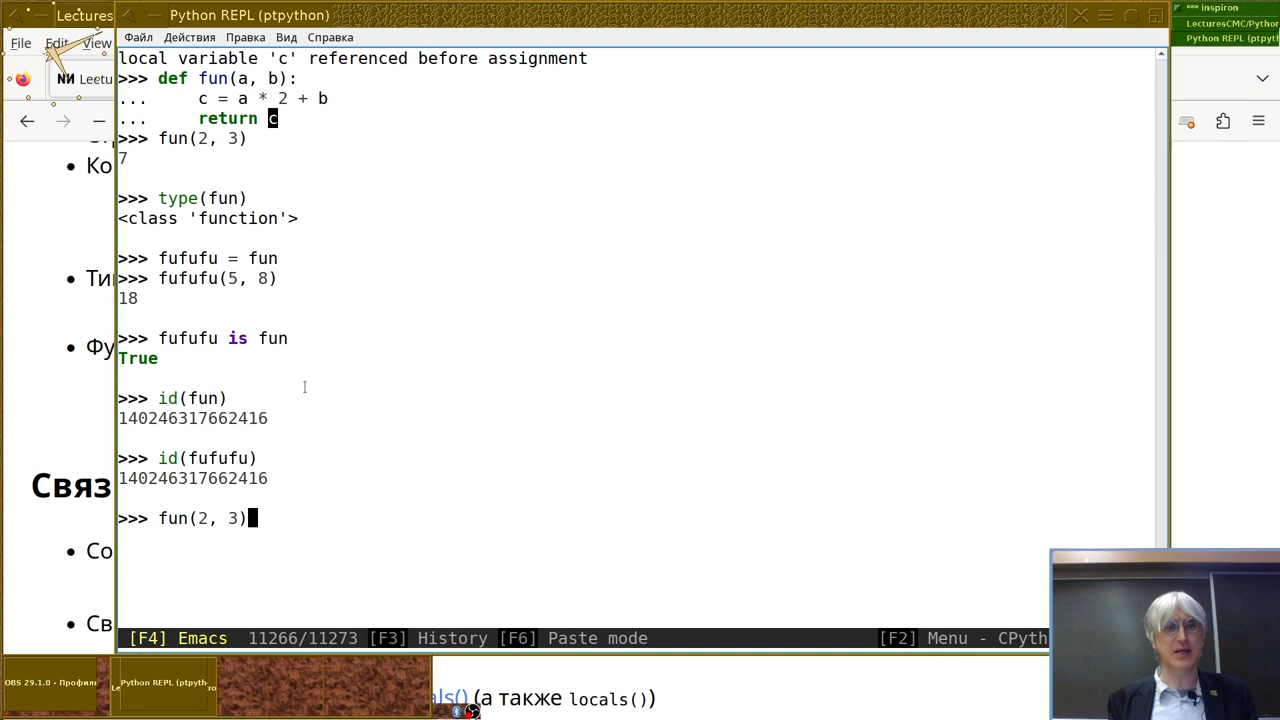 Lectures
Python REPL (ptpython)
*** inspiron
LecturesCMC/Pytho
Python REPL (ptpyth
File Edit View
Файл Действия Правка Вид Справка
Lectu
local variable 'c' referenced before assignment
>>> def fun(a, b):
...     c = a * 2 + b
...     return c
>>> fun(2, 3)
7
• Ко
>>> type(fun)
<class 'function'>
>>> fufufu = fun
>>> fufufu(5, 8)
18
• Ти
>>> fufufu is fun
True
• Фу
>>> id(fun)
140246317662416
>>> id(fufufu)
140246317662416
Связ
>>> fun(2, 3)
• Со
• Св
[F4] Emacs  11266/11273 [F3] History [F6] Paste mode [F2] Menu - CPyth
OBS 29.1.0 - Профиль
Python REPL (ptpyth
als() (а также locals())